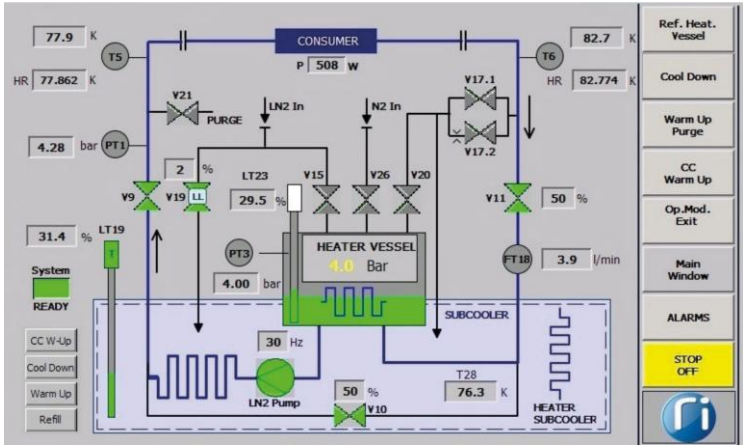 77.9 K
T5
HR 77.862 K
CONSUMER
P 508 W
82.7 K
T6
HR 82.774 K
V21
PURGE
LN2 In
N2 In
V17.1
V17.2
4.28 bar PT1
2 %
V9
V19 LL
LT23
29.5 %
V15
V26
V20
V11
50 %
31.4 %
LT19
T
PT3
4.00 bar
HEATER VESSEL
4.0 Bar
FT18
3.9 l/min
System
READY
SUBCOOLER
CC W-Up
Cool Down
Warm Up
Refill
30 Hz
LN2 Pump
50 %
V10
T28
76.3 K
HEATER
SUBCOOLER
Ref. Heat.
Vessel
Cool Down
Warm Up
Purge
CC
Warm Up
Op.Mod.
Exit
Main
Window
ALARMS
STOP
OFF